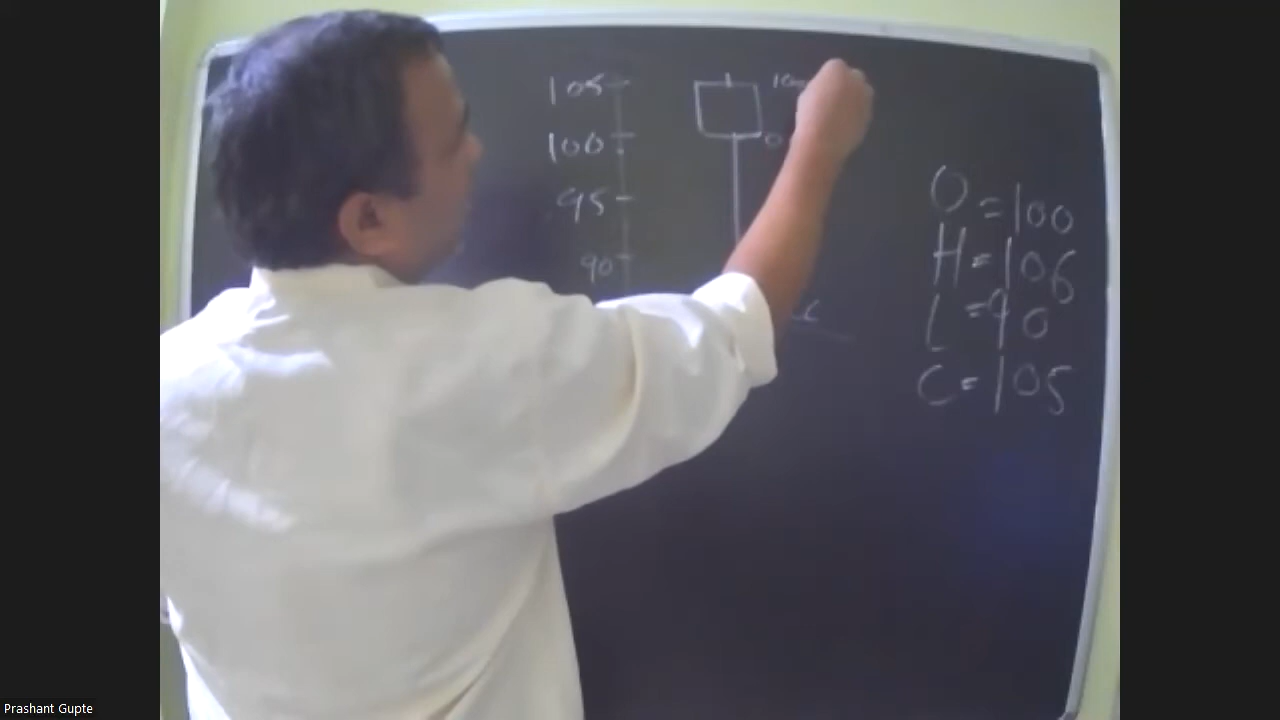 105
100
95
90
O = 100
H = 106
L = 90
C = 105
Prashant Gupte